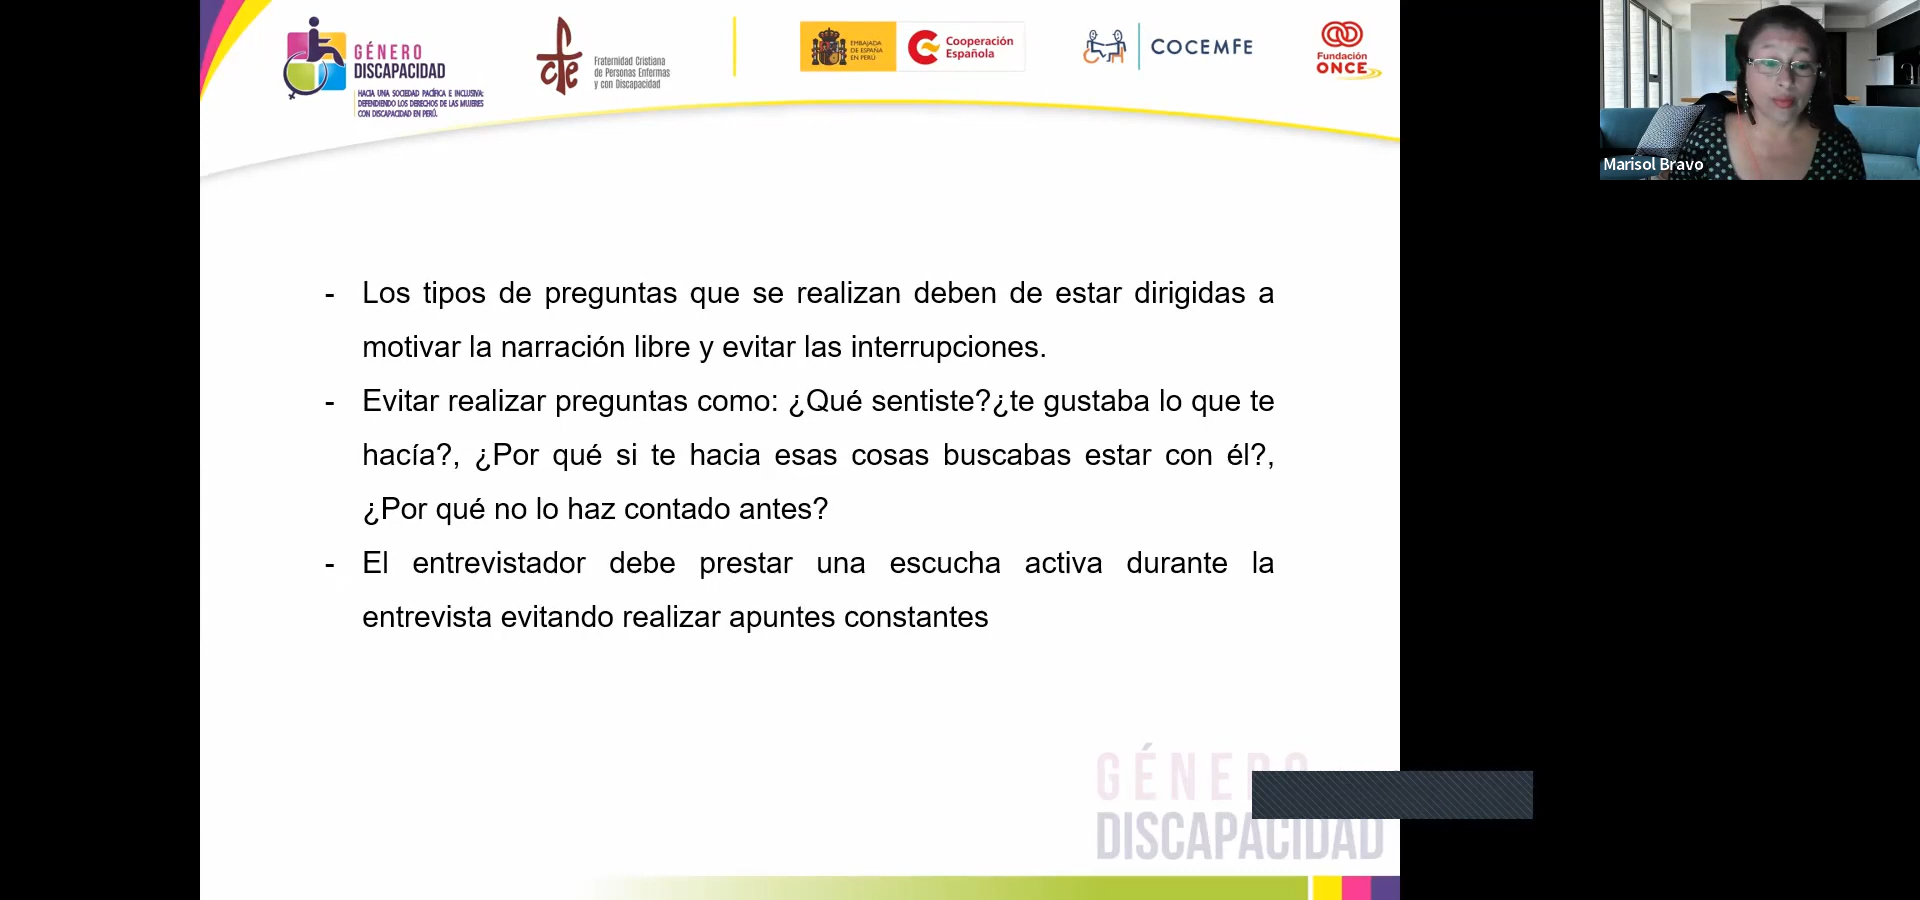 GÉNERO
DISCAPACIDAD
HACIA UNA SOCIEDAD PACÍFICA E INCLUSIVA:
DEFENDIENDO LOS DERECHOS DE LAS MUJERES
CON DISCAPACIDAD EN PERÚ.
cfe
Fraternidad Cristiana
de Personas Enfermas
y con Discapacidad
EMBAJADA
DE ESPAÑA
EN PERÚ
Cooperación
Española
COCEMFE
Fundación
ONCE
Marisol Bravo
- Los tipos de preguntas que se realizan deben de estar dirigidas a
motivar la narración libre y evitar las interrupciones.
- Evitar realizar preguntas como: ¿Qué sentiste?¿te gustaba lo que te
hacía?, ¿Por qué si te hacia esas cosas buscabas estar con él?,
¿Por qué no lo haz contado antes?
- El entrevistador debe prestar una escucha activa durante la
entrevista evitando realizar apuntes constantes
GÉNERO
DISCAPACIDAD